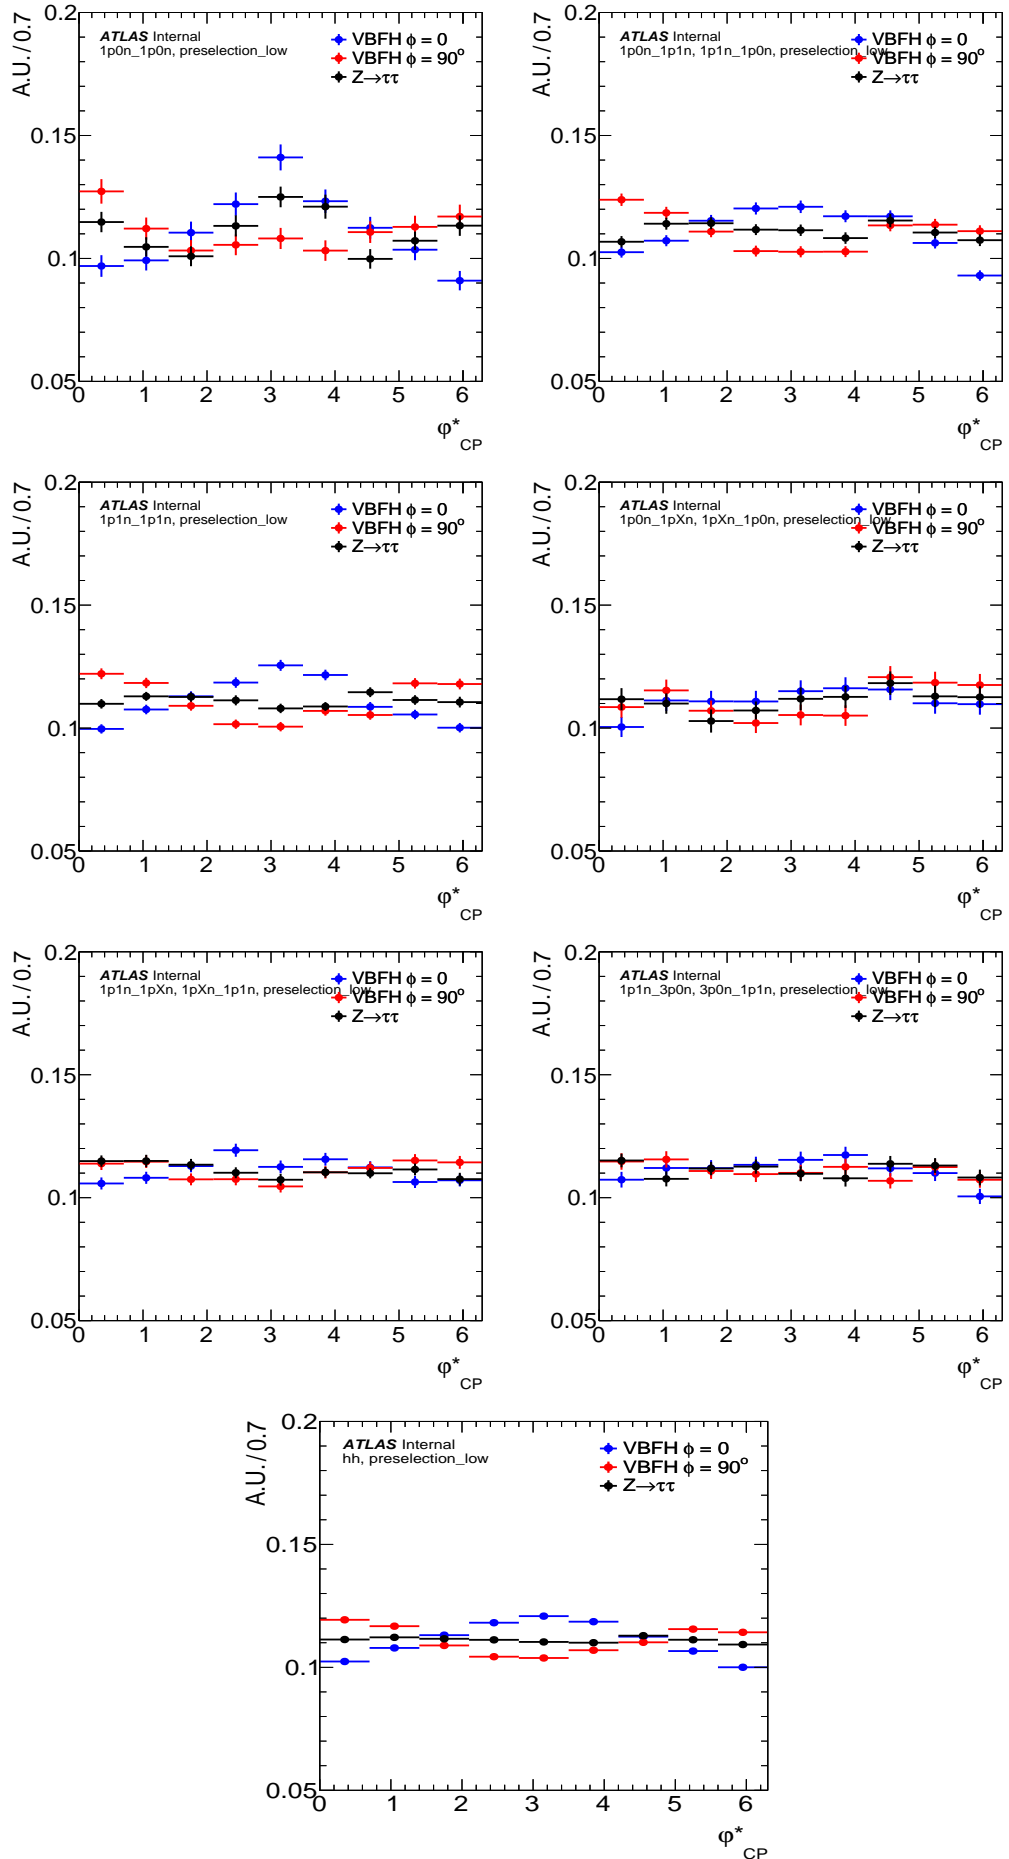 0.2
ATLAS Internal
1p0n_1p0n, preselection_low
VBFH ϕ = 0
VBFH ϕ = 90°
Z→ττ
A.U. / 0.7
0.15
0.1
0.05
0 1 2 3 4 5 6
φ*CP
0.2
ATLAS Internal
1p0n_1p1n, 1p1n_1p0n, preselection_low
VBFH ϕ = 0
VBFH ϕ = 90°
Z→ττ
A.U. / 0.7
0.15
0.1
0.05
0 1 2 3 4 5 6
φ*CP
0.2
ATLAS Internal
1p1n_1p1n, preselection_low
VBFH ϕ = 0
VBFH ϕ = 90°
Z→ττ
A.U. / 0.7
0.15
0.1
0.05
0 1 2 3 4 5 6
φ*CP
0.2
ATLAS Internal
1p0n_1pXn, 1pXn_1p0n, preselection_low
VBFH ϕ = 0
VBFH ϕ = 90°
Z→ττ
A.U. / 0.7
0.15
0.1
0.05
0 1 2 3 4 5 6
φ*CP
0.2
ATLAS Internal
1p1n_1pXn, 1pXn_1p1n, preselection_low
VBFH ϕ = 0
VBFH ϕ = 90°
Z→ττ
A.U. / 0.7
0.15
0.1
0.05
0 1 2 3 4 5 6
φ*CP
0.2
ATLAS Internal
1p1n_3p0n, 3p0n_1p1n, preselection_low
VBFH ϕ = 0
VBFH ϕ = 90°
Z→ττ
A.U. / 0.7
0.15
0.1
0.05
0 1 2 3 4 5 6
φ*CP
0.2
ATLAS Internal
hh, preselection_low
VBFH ϕ = 0
VBFH ϕ = 90°
Z→ττ
A.U. / 0.7
0.15
0.1
0.05
0 1 2 3 4 5 6
φ*CP